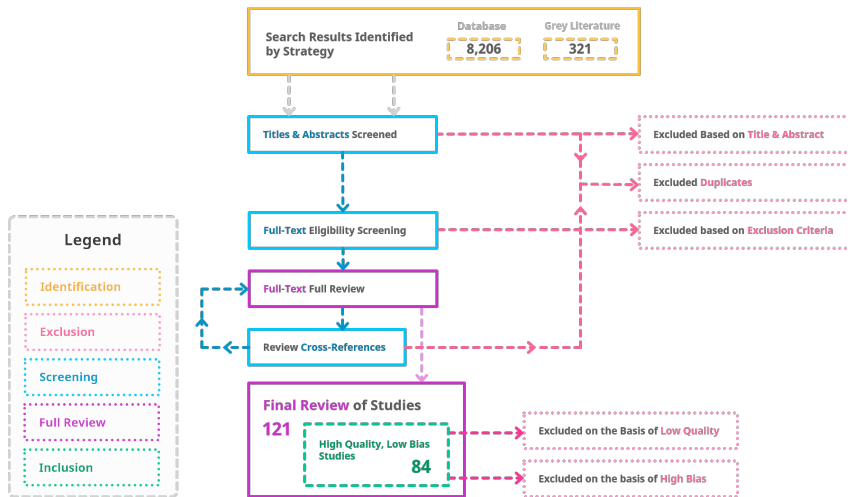 Search Results Identified
by Strategy
Database
8,206
Grey Literature
321
Titles & Abstracts Screened
Excluded Based on Title & Abstract
Excluded Duplicates
Full-Text Eligibility Screening
Excluded based on Exclusion Criteria
Full-Text Full Review
Review Cross-References
Final Review of Studies
121
High Quality, Low Bias
Studies
84
Excluded on the Basis of Low Quality
Excluded on the basis of High Bias
Legend
Identification
Exclusion
Screening
Full Review
Inclusion